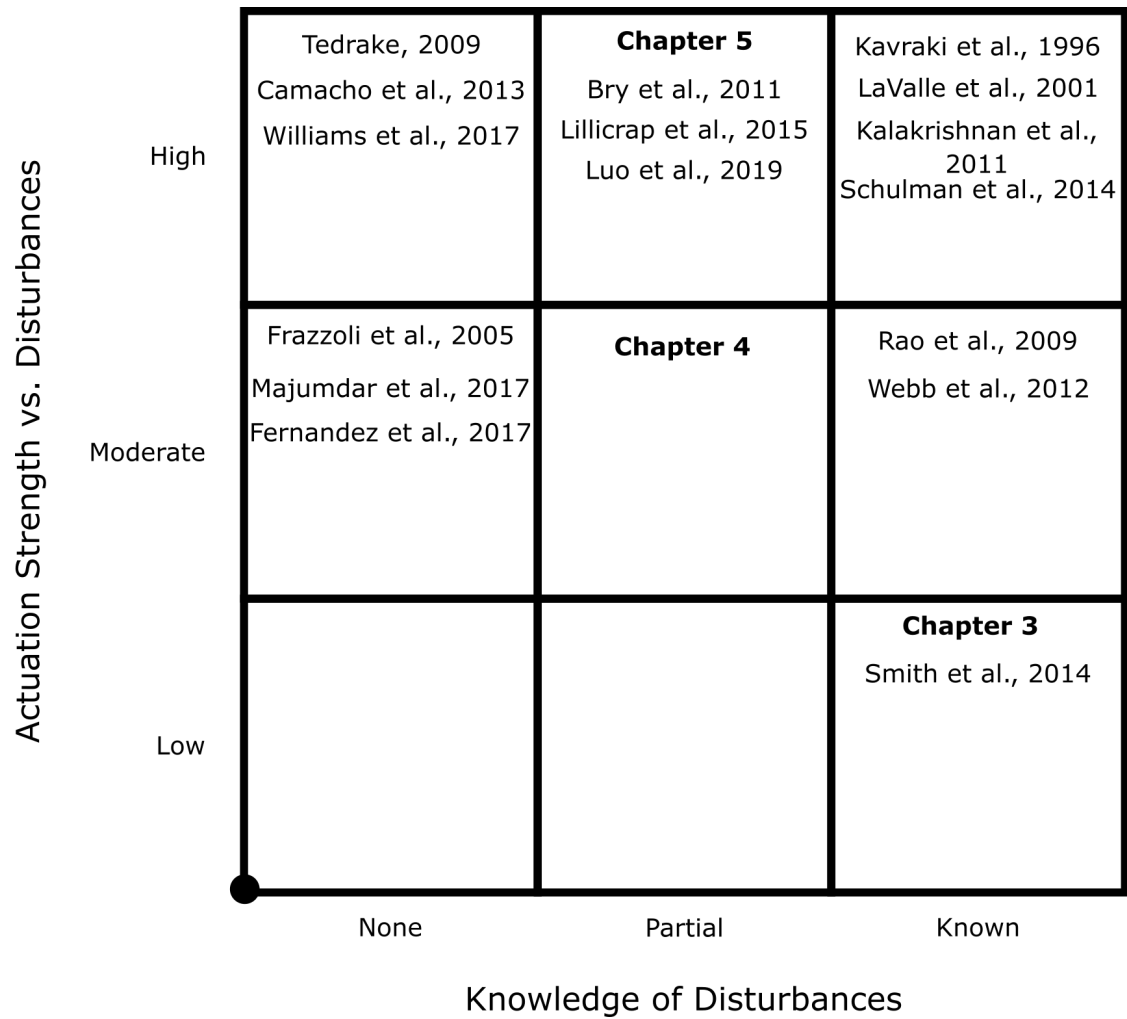 Actuation Strength vs. Disturbances
High
Tedrake, 2009
Camacho et al., 2013
Williams et al., 2017
Chapter 5
Bry et al., 2011
Lillicrap et al., 2015
Luo et al., 2019
Kavraki et al., 1996
LaValle et al., 2001
Kalakrishnan et al.,
2011
Schulman et al., 2014
Moderate
Frazzoli et al., 2005
Majumdar et al., 2017
Fernandez et al., 2017
Chapter 4
Rao et al., 2009
Webb et al., 2012
Low
Chapter 3
Smith et al., 2014
None
Partial
Known
Knowledge of Disturbances